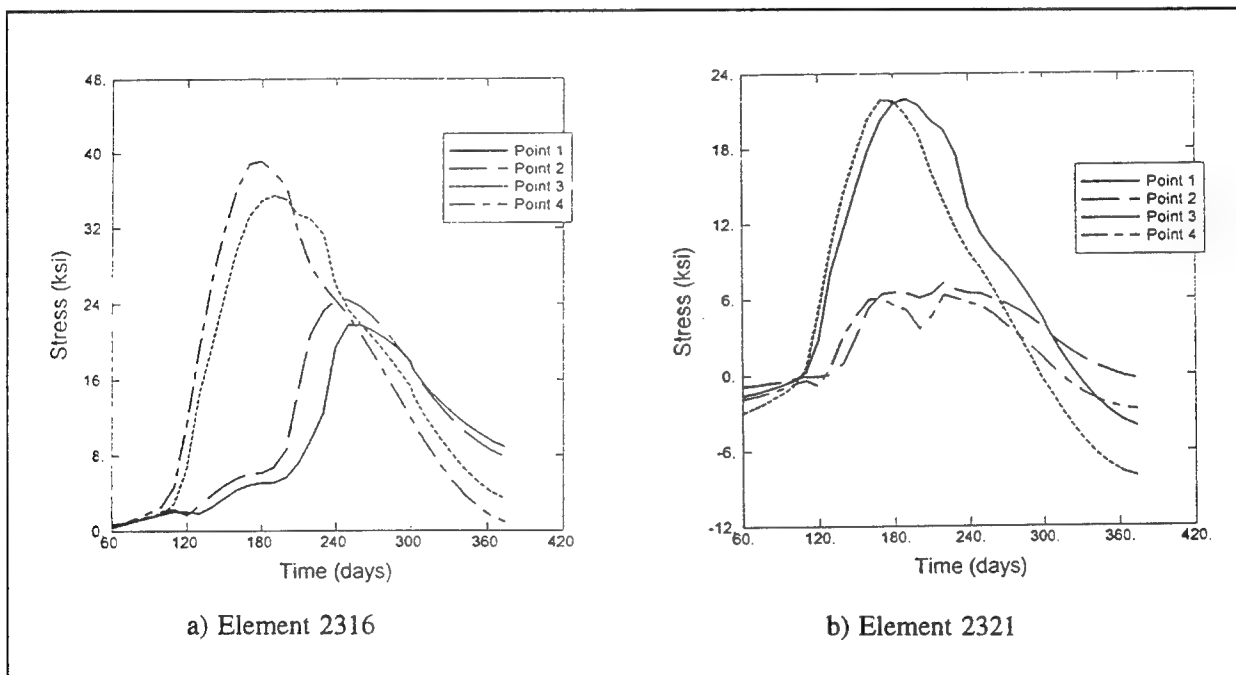 48.
40
32
24
16
8.
0
60
120
180
240
300
360
420
Stress (ksi)
Time (days)
Point 1
Point 2
Point 3
Point 4
a) Element 2316
24.
18.
12.
6.
0.
-6.
-12
60.
120.
180.
240.
300.
360.
420.
Stress (ksi)
Time (days)
Point 1
Point 2
Point 3
Point 4
b) Element 2321